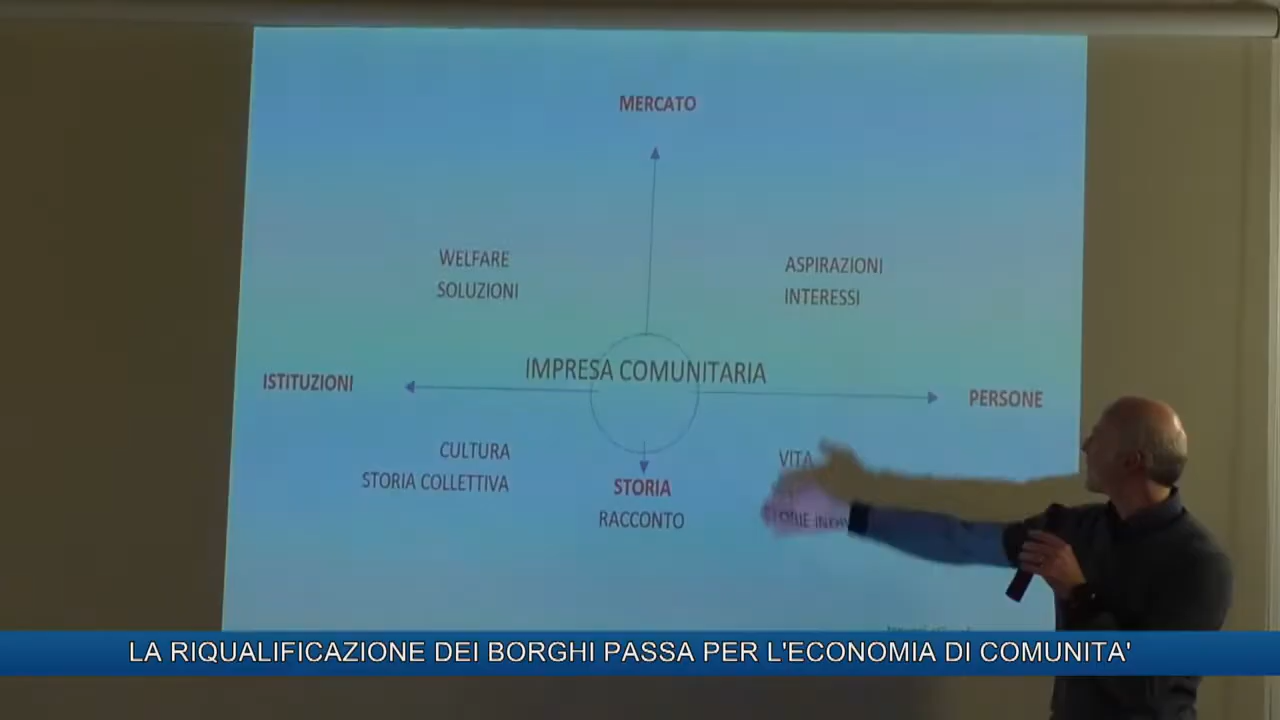 MERCATO
WELFARE
SOLUZIONI
ASPIRAZIONI
INTERESSI
IMPRESA COMUNITARIA
ISTITUZIONI
PERSONE
CULTURA
STORIA COLLETTIVA
STORIA
RACCONTO
VITA
LA RIQUALIFICAZIONE DEI BORGHI PASSA PER L'ECONOMIA DI COMUNITA'